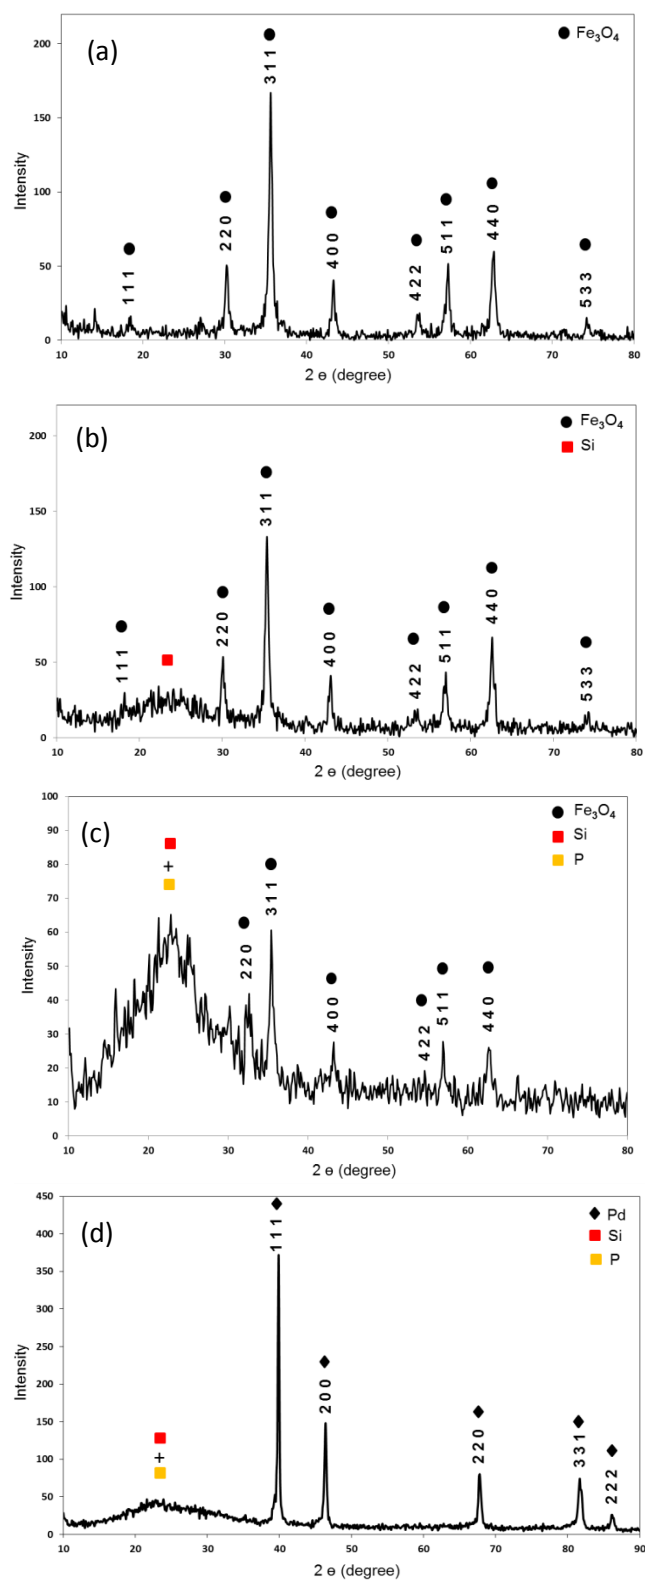 (a)
Fe₃O₄
Intensity
200
150
100
50
0
1 1 1
2 2 0
3 1 1
4 0 0
4 2 2
5 1 1
4 4 0
5 3 3
10 20 30 40 50 60 70 80
2 ɵ (degree)
(b)
Fe₃O₄
Si
Intensity
200
150
100
50
0
1 1 1
2 2 0
3 1 1
4 0 0
4 2 2
5 1 1
4 4 0
5 3 3
10 20 30 40 50 60 70 80
2 ɵ (degree)
(c)
Fe₃O₄
Si
P
+
Intensity
100
90
80
70
60
50
40
30
20
10
0
2 2 0
3 1 1
4 0 0
4 2 2
5 1 1
4 4 0
10 20 30 40 50 60 70 80
2 ɵ (degree)
(d)
Pd
Si
P
+
Intensity
450
400
350
300
250
200
150
100
50
0
1 1 1
2 0 0
2 2 0
3 3 1
2 2 2
10 20 30 40 50 60 70 80 90
2 ɵ (degree)